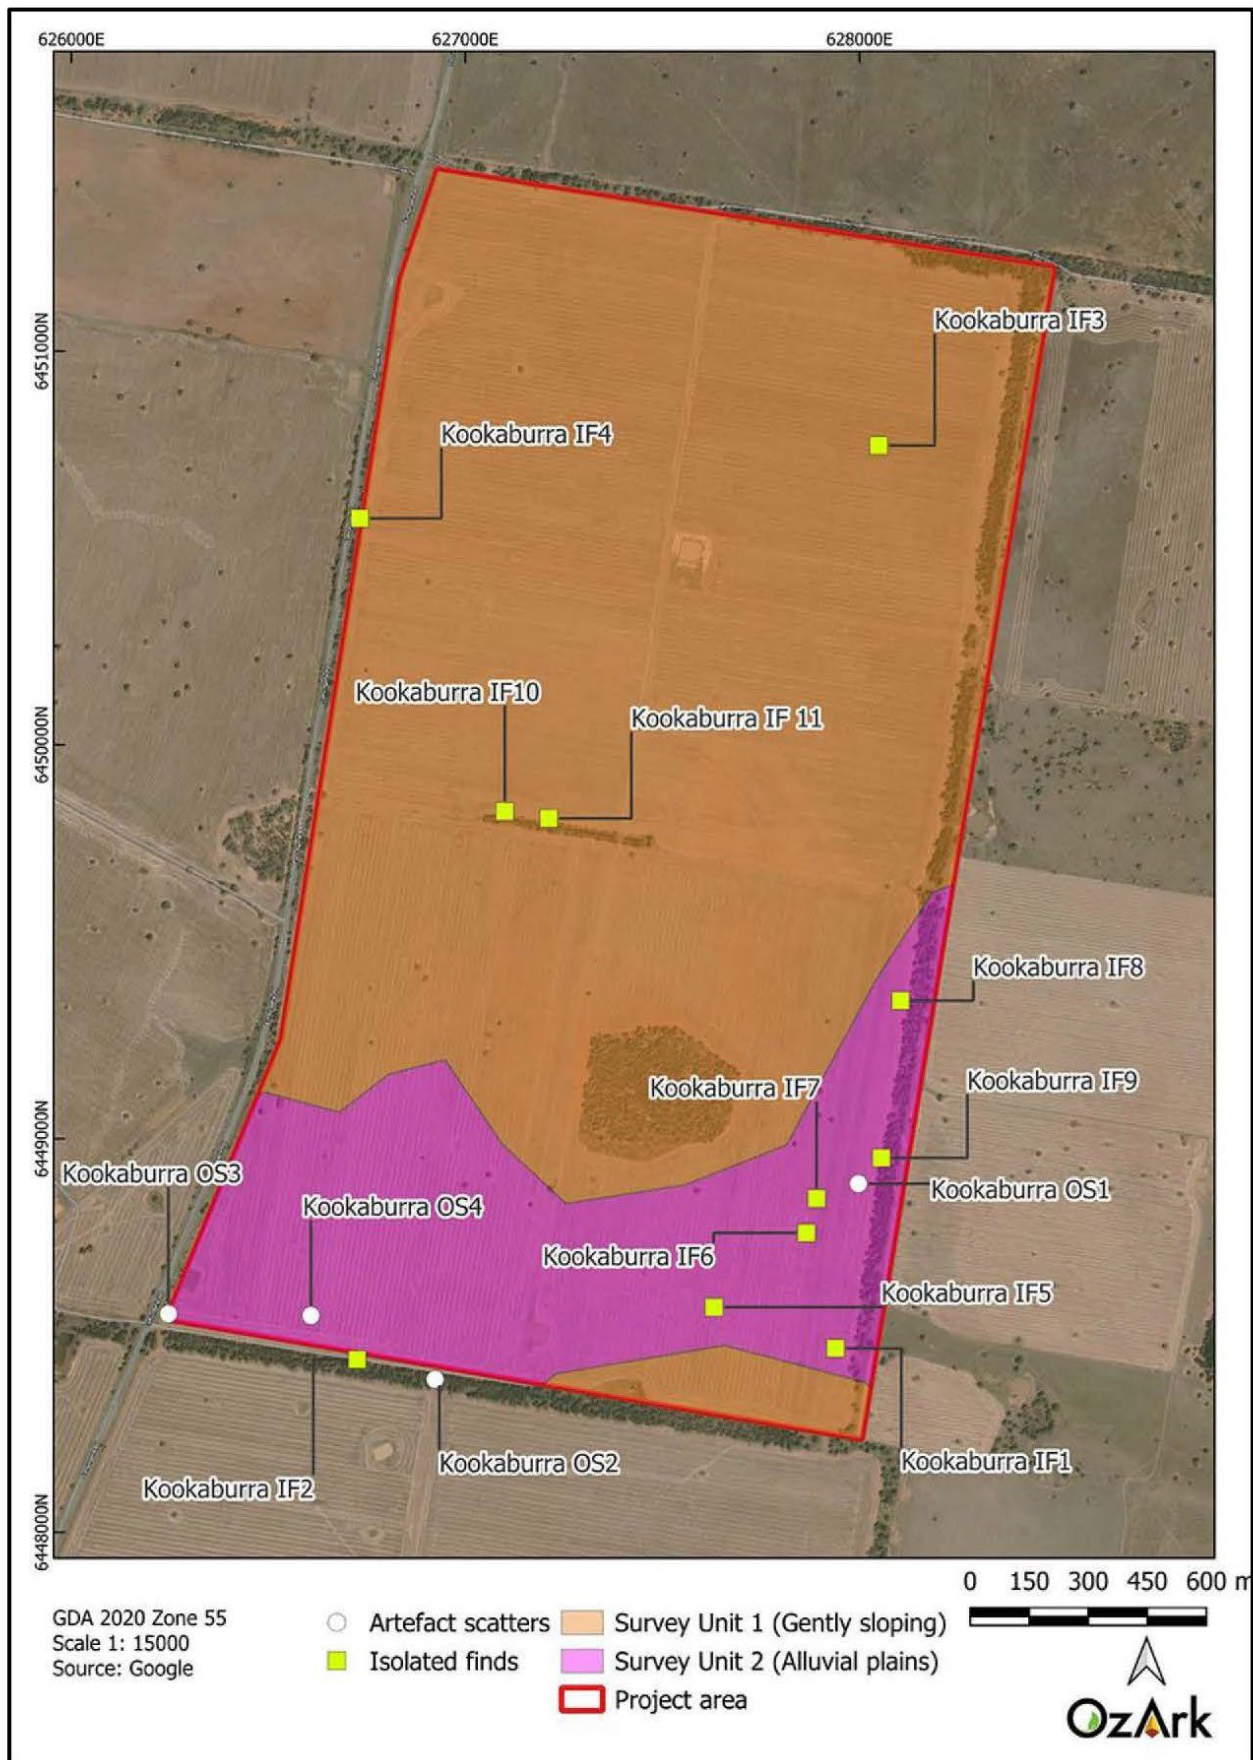 626000E
627000E
628000E
6451000N
6450000N
6449000N
6448000N
Kookaburra IF3
Kookaburra IF4
Kookaburra IF10
Kookaburra IF 11
Kookaburra IF8
Kookaburra IF7
Kookaburra IF9
Kookaburra OS3
Kookaburra OS4
Kookaburra OS1
Kookaburra IF6
Kookaburra IF5
Kookaburra OS2
Kookaburra IF1
Kookaburra IF2
0 150 300 450 600 m
GDA 2020 Zone 55
Scale 1: 15000
Source: Google
Artefact scatters
Isolated finds
Survey Unit 1 (Gently sloping)
Survey Unit 2 (Alluvial plains)
Project area
OzArk